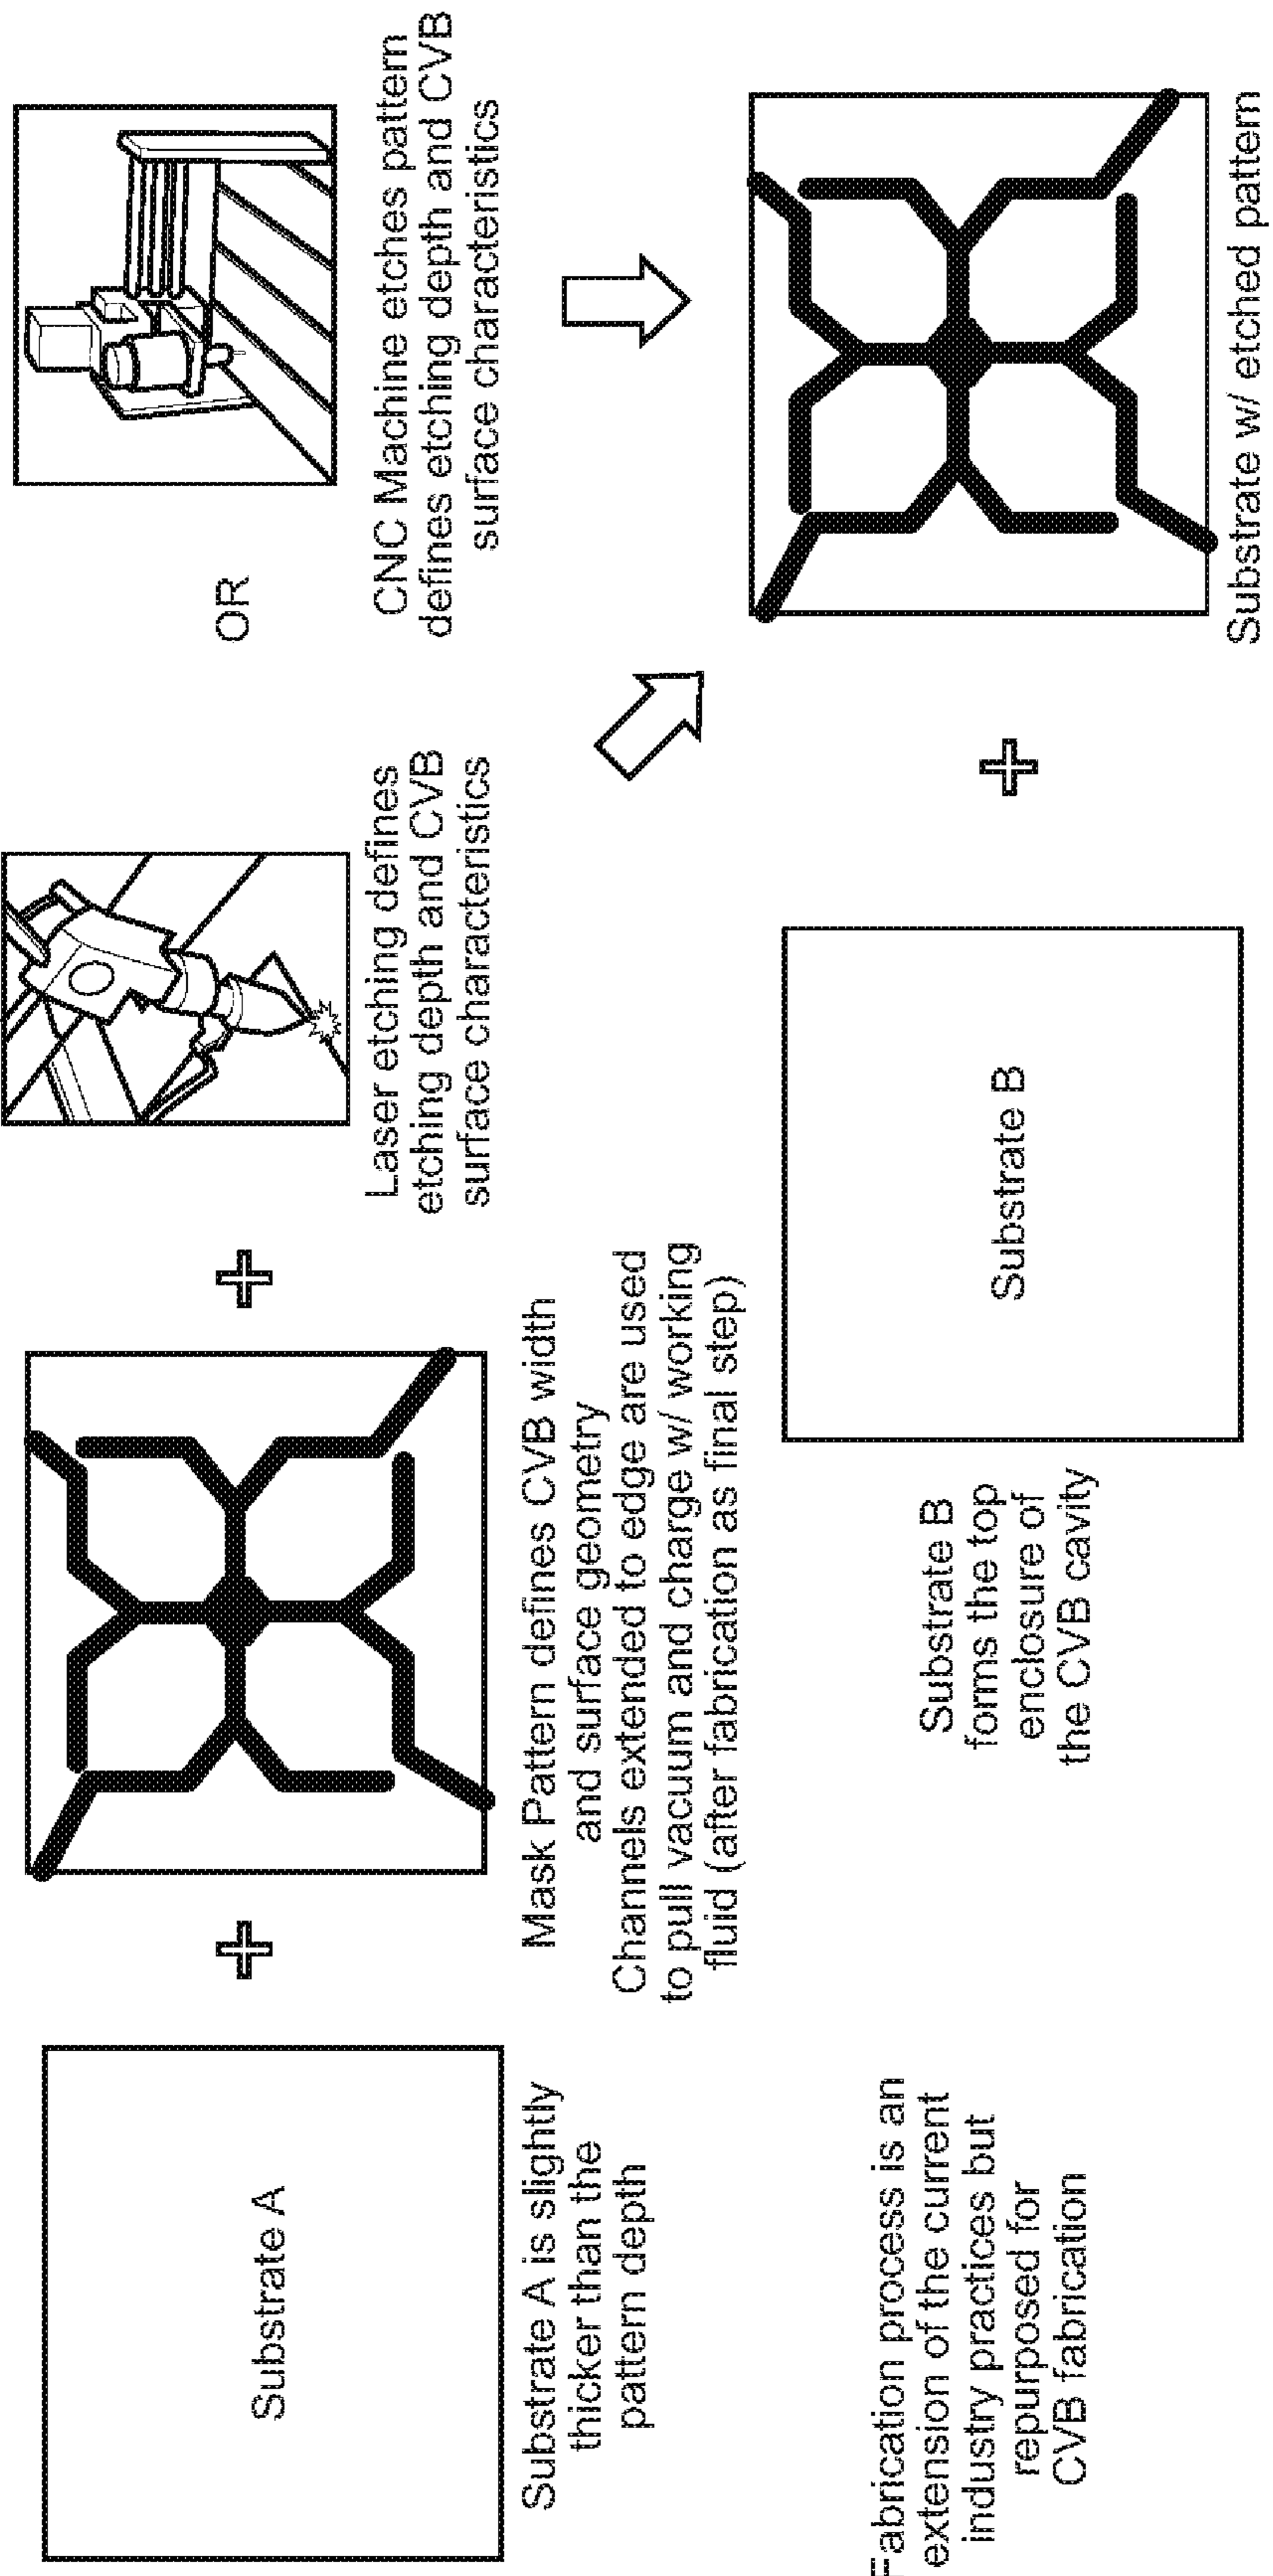 Substrate A
Substrate A is slightly
thicker than the
pattern depth
Mask Pattern defines CVB width
and surface geometry
Channels extended to edge are used
to pull vacuum and charge w/ working
fluid (after fabrication as final step)
Laser etching defines
etching depth and CVB
surface characteristics
OR
CNC Machine etches pattern
defines etching depth and CVB
surface characteristics
Fabrication process is an
extension of the current
industry practices but
repurposed for
CVB fabrication
Substrate B
forms the top
enclosure of
the CVB cavity
Substrate B
Substrate w/ etched pattern